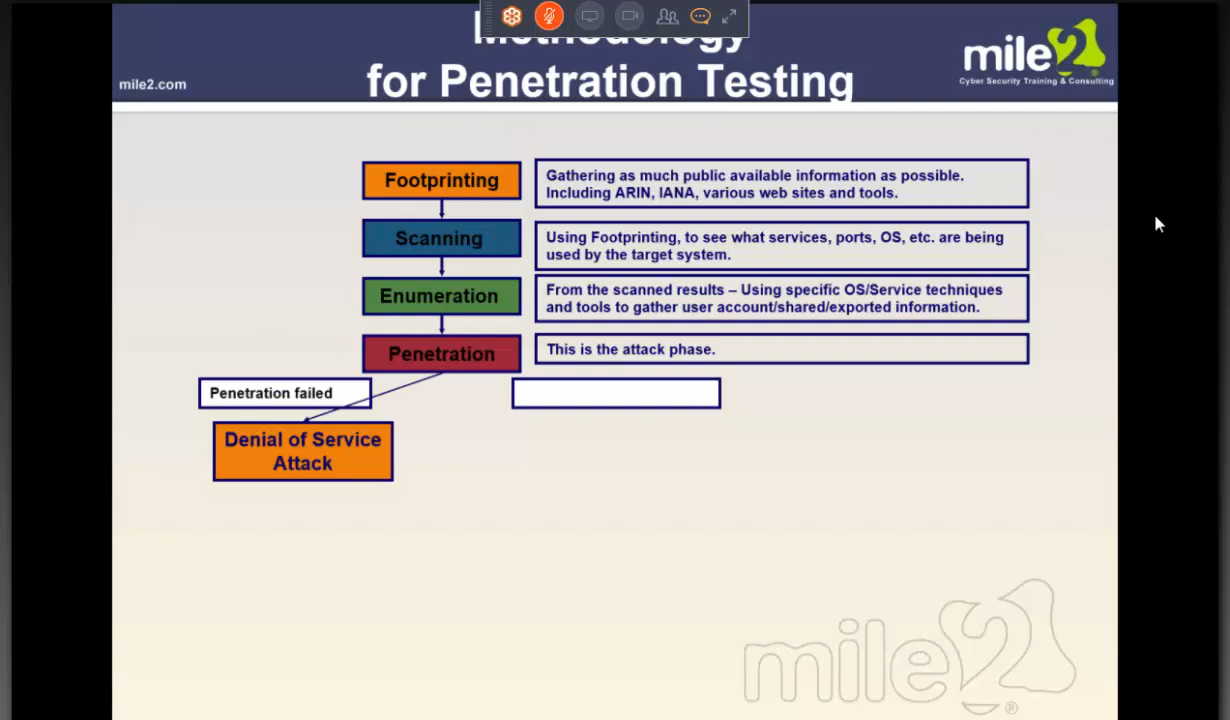 Methodology
for Penetration Testing
mile2.com
mile2®
Cyber Security Training & Consulting
Footprinting
Gathering as much public available information as possible.
Including ARIN, IANA, various web sites and tools.
Scanning
Using Footprinting, to see what services, ports, OS, etc. are being
used by the target system.
Enumeration
From the scanned results – Using specific OS/Service techniques
and tools to gather user account/shared/exported information.
Penetration
This is the attack phase.
Penetration failed
Denial of Service
Attack
mile2®